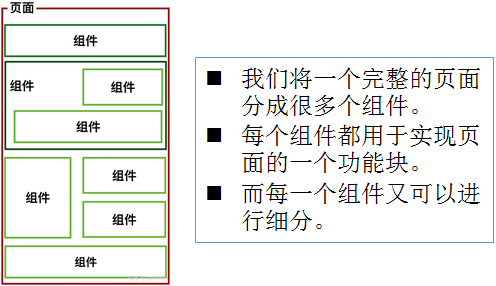 页面
组件
组件
组件
组件
组件
组件
组件
组件
■ 我们将一个完整的页面
分成很多个组件。
■ 每个组件都用于实现页
面的一个功能块。
■ 而每一个组件又可以进
行细分。